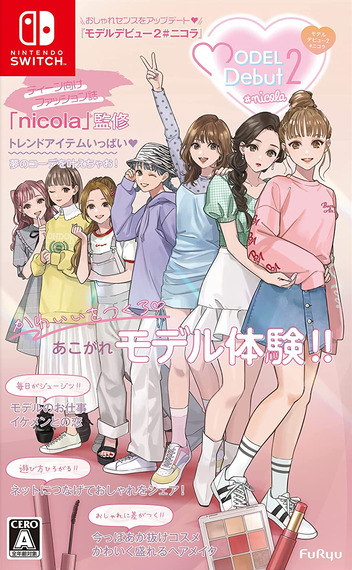 NINTENDO
SWITCH™
おしゃれセンスをアップデート♥
「モデルデビュー2#ニコラ」
MODEL
Debut 2
#nicola
モデル
デビュー2
#ニコラ
ティーン向け
ファッション誌
「nicola」監修
トレンドアイテムいっぱい♥
夢のコーデを叶えちゃお!
かわいいをつくる♡
あこがれ モデル体験!!
毎日がジュージツ!!
モデルのお仕事
イケメンとの恋
遊び方ひろがる!!
ネットにつなげておしゃれをシェア!
おしゃれに差がつく!!
今っぽあか抜けコスメ
かわいく盛れるヘアメイク
CERO
A
FURYU